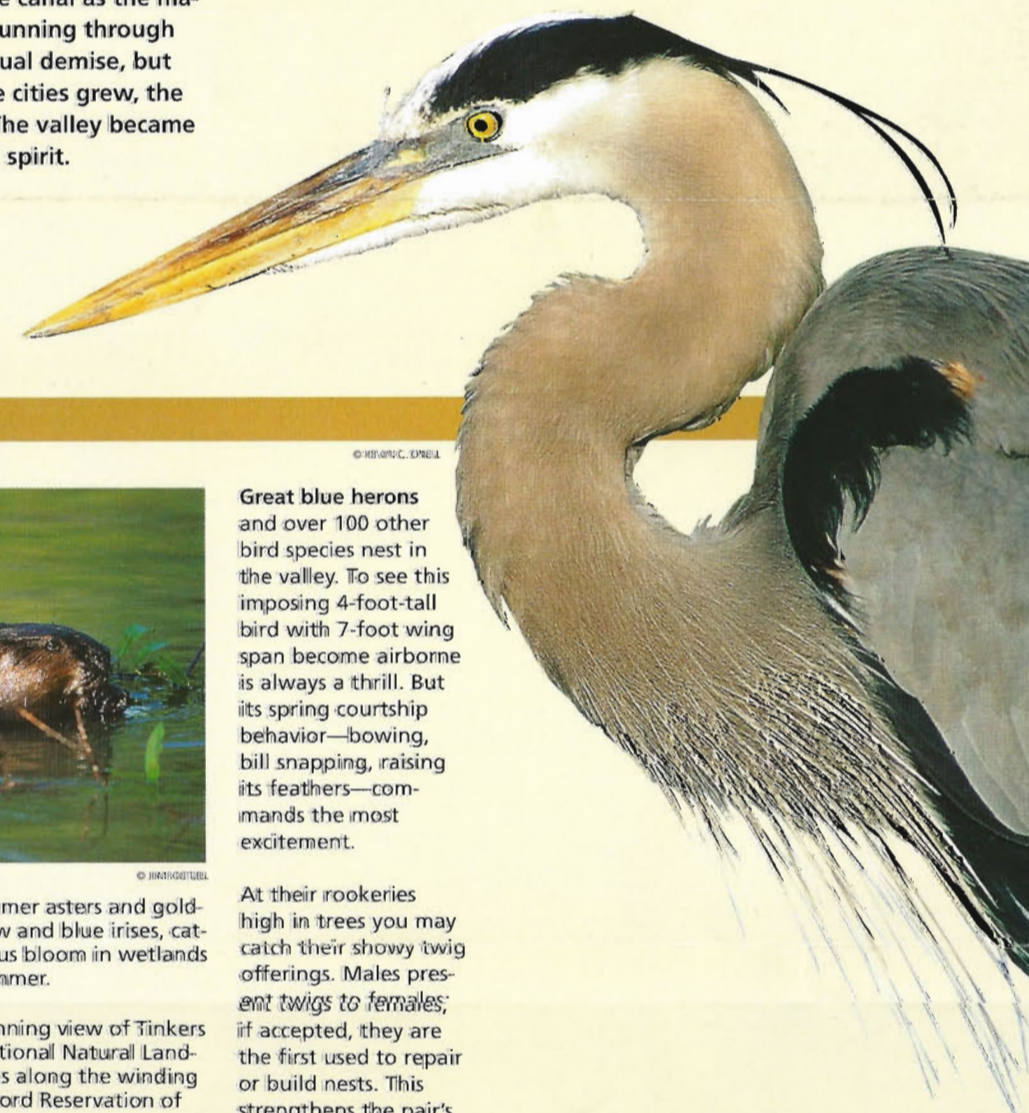 e canal as the ma-
unning through
ual demise, but
e cities grew, the
he valley became
spirit.
Great blue herons
and over 100 other
bird species nest in
the valley. To see this
imposing 4-foot-tall
bird with 7-foot wing
span become airborne
is always a thrill. But
its spring courtship
behavior—bowing,
bill snapping, raising
its feathers—com-
mands the most
excitement.
At their rookeries
high in trees you may
catch their showy twig
offerings. Males pres-
ent twigs to females;
if accepted, they are
the first used to repair
or build nests. This
strengthens the pair's
mer asters and gold-
w and blue irises, cat-
us bloom in wetlands
mmer.
nning view of Tinkers
tional Natural Land-
s along the winding
ord Reservation of